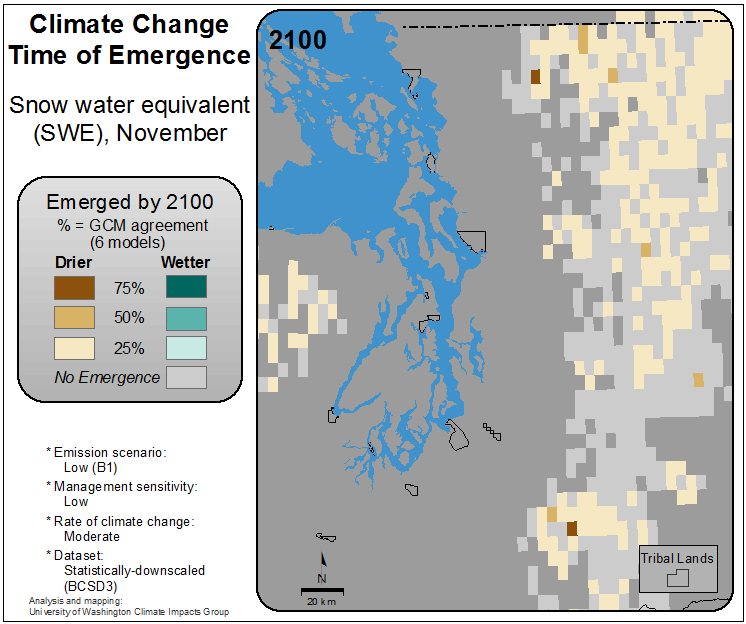 Climate Change
Time of Emergence
Snow water equivalent
(SWE), November
Emerged by 2100
% = GCM agreement
(6 models)
Drier Wetter
75%
50%
25%
No Emergence
* Emission scenario:
Low (B1)
* Management sensitivity:
Low
* Rate of climate change:
Moderate
* Dataset:
Statistically-downscaled
(BCSD3)
Analysis and mapping:
University of Washington Climate Impacts Group
2100
N
20 km
Tribal Lands